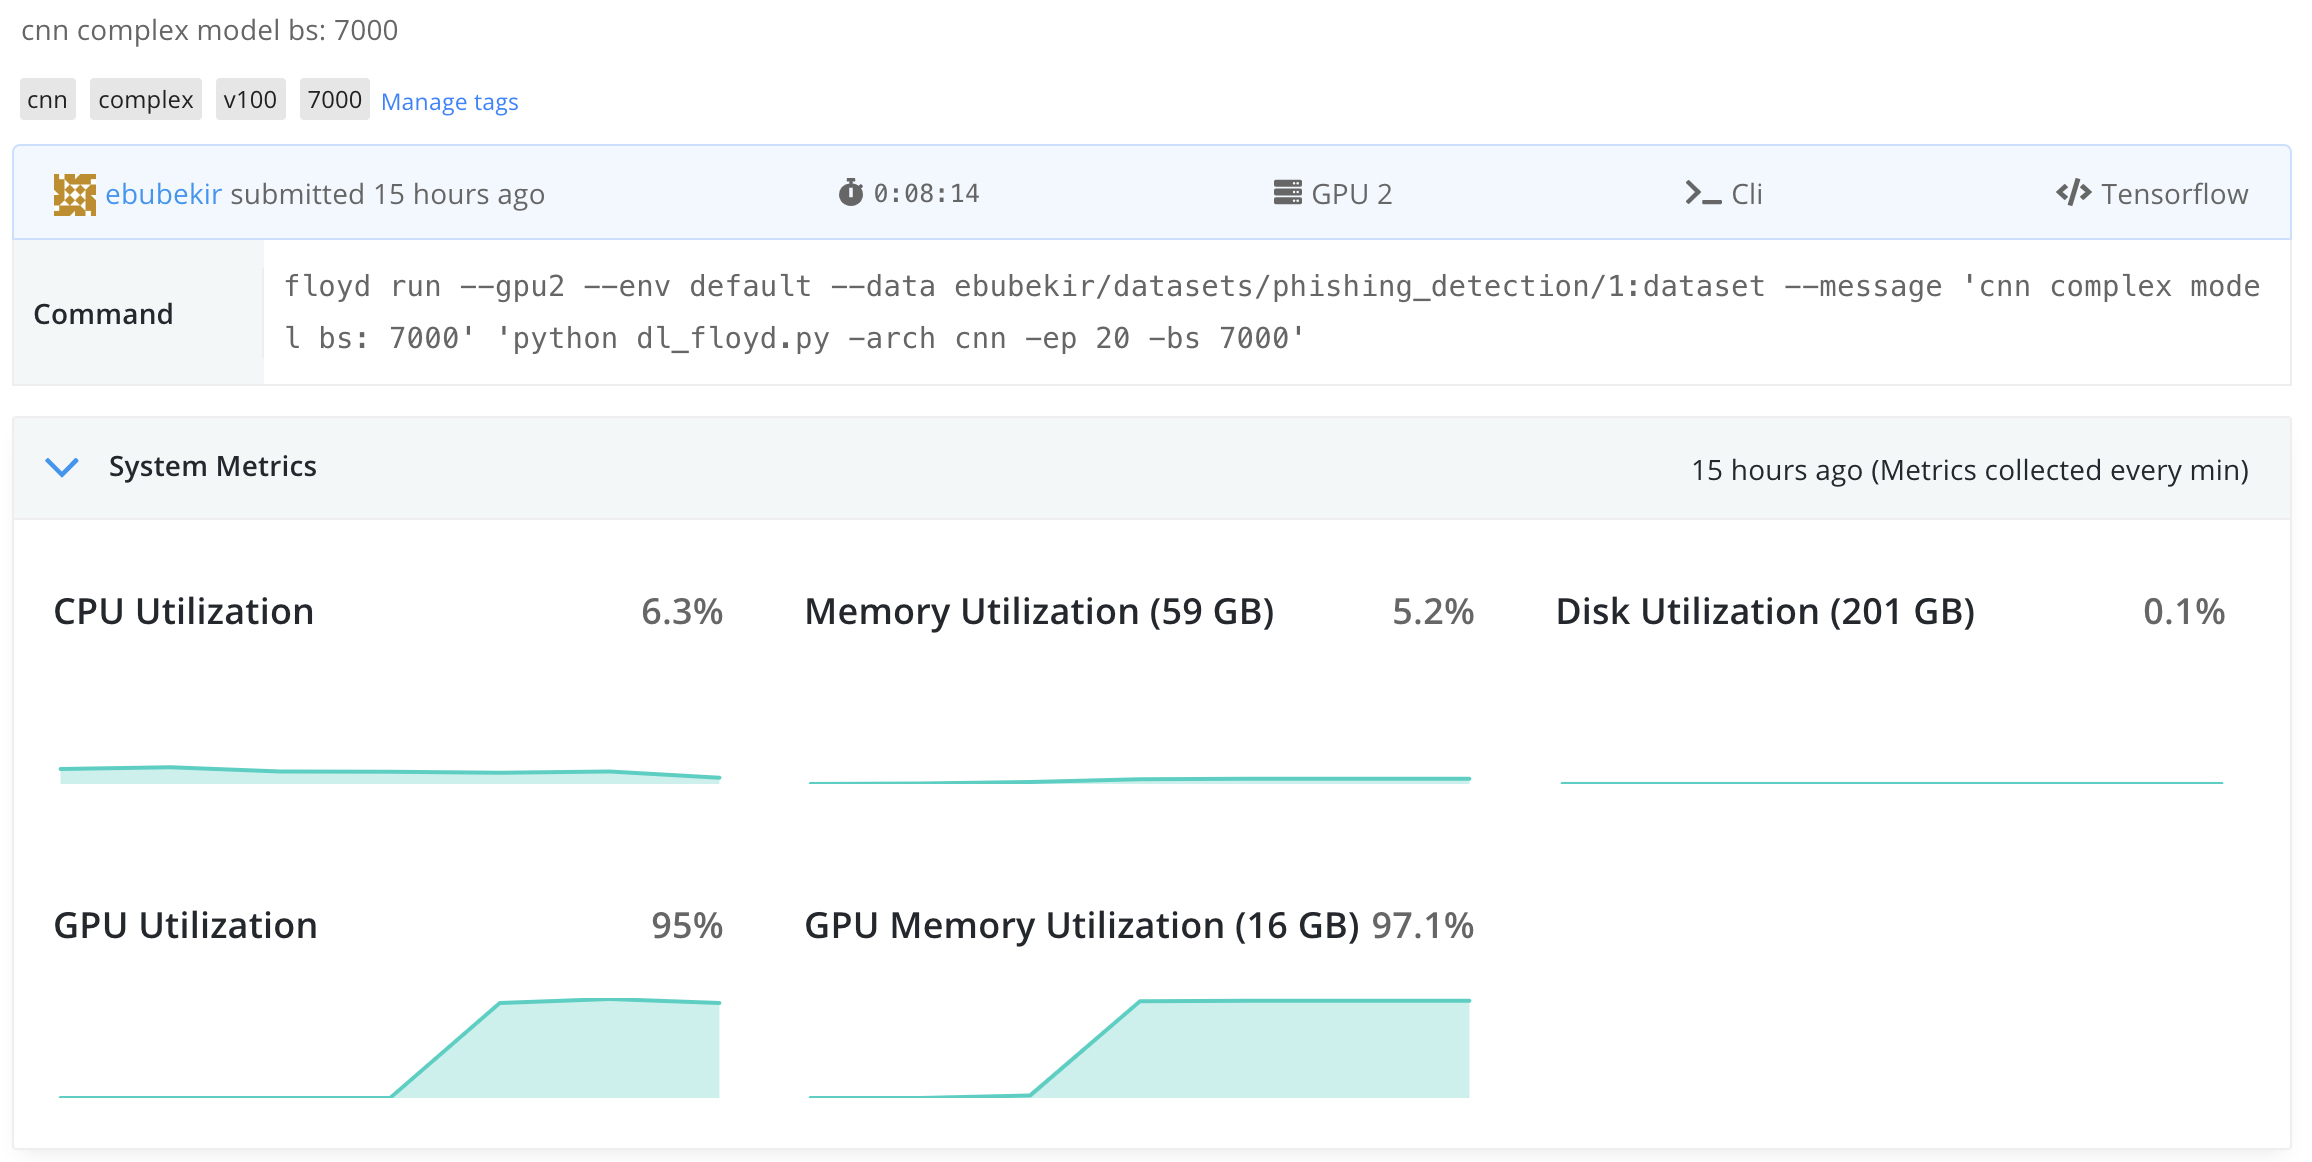 cnn complex model bs: 7000
cnn complex v100 7000 Manage tags
ebubekir submitted 15 hours ago 0:08:14 GPU 2 Cli Tensorflow
Command
floyd run --gpu2 --env default --data ebubekir/datasets/phishing_detection/1:dataset --message 'cnn complex mode
l bs: 7000' 'python dl_floyd.py -arch cnn -ep 20 -bs 7000'
System Metrics 15 hours ago (Metrics collected every min)
CPU Utilization 6.3% Memory Utilization (59 GB) 5.2% Disk Utilization (201 GB) 0.1%
GPU Utilization 95% GPU Memory Utilization (16 GB) 97.1%